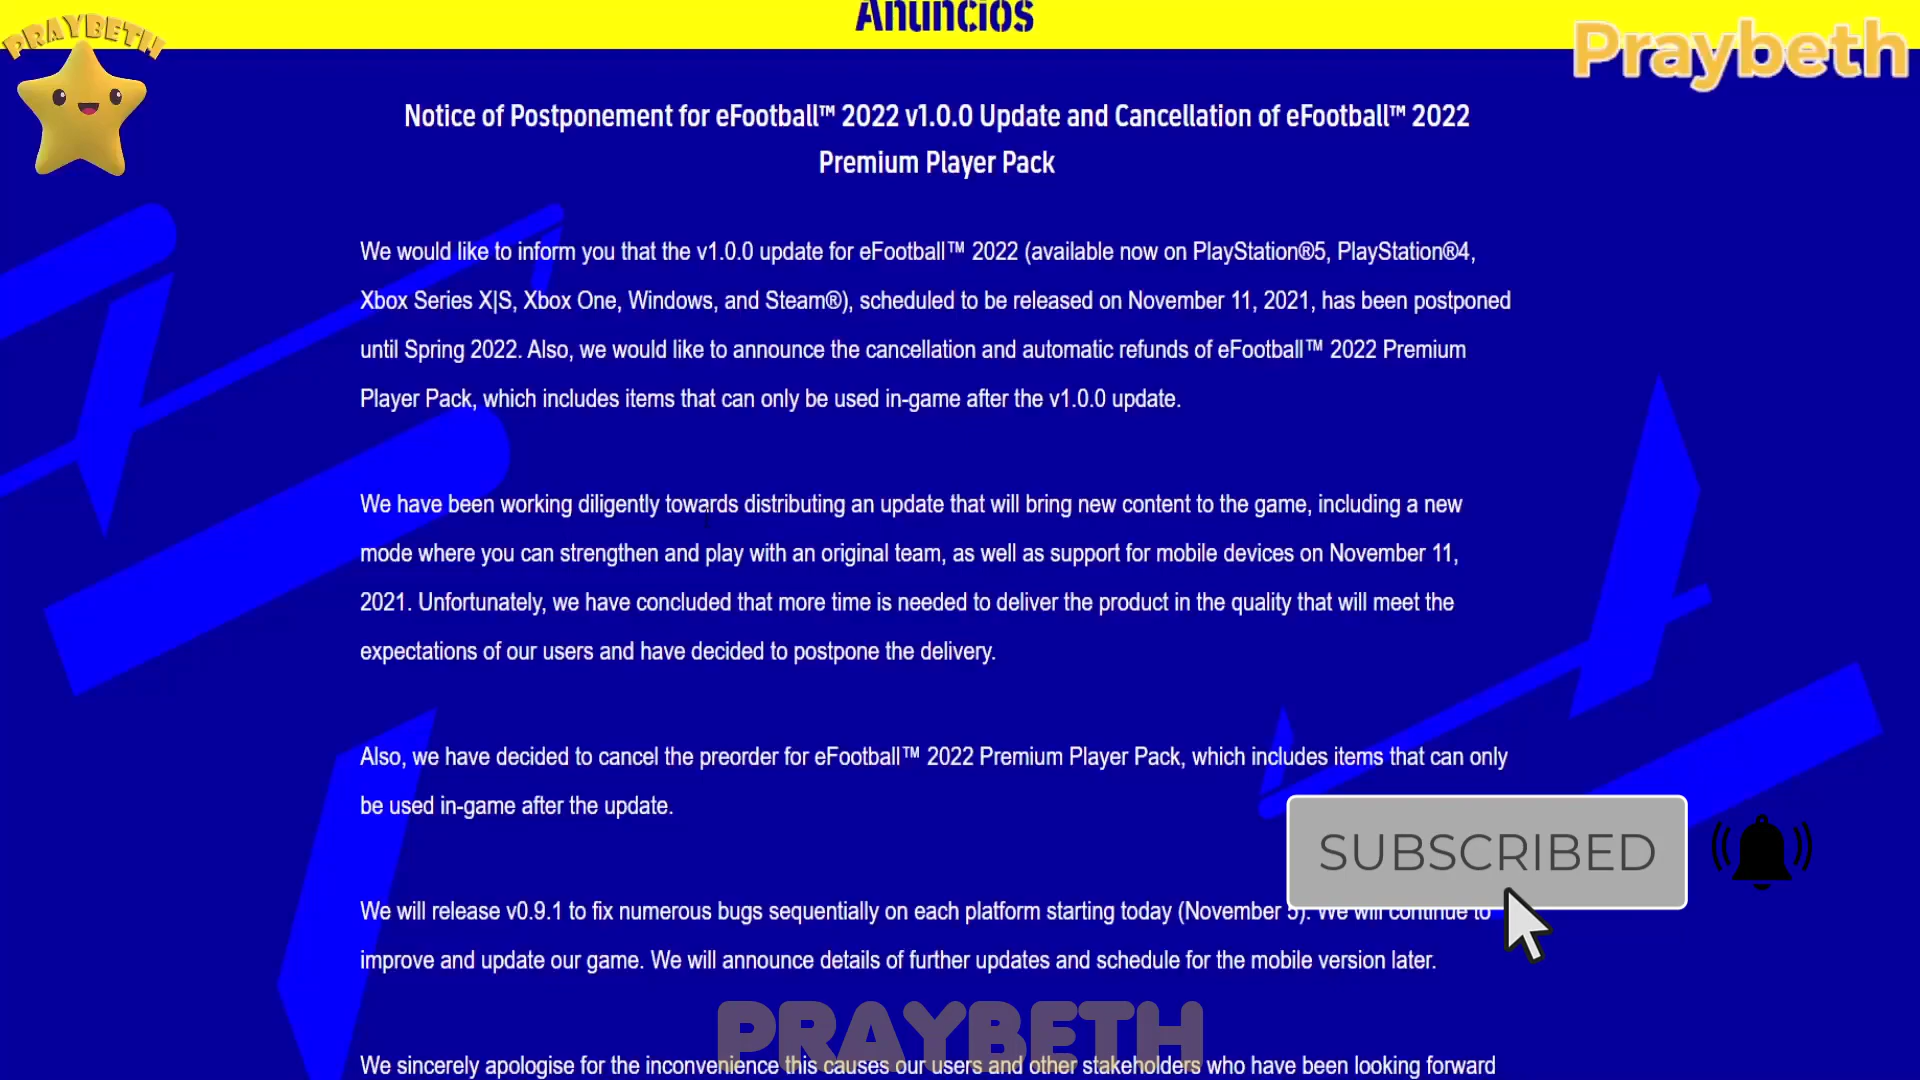 Anuncios
PRAYBETH
Praybeth
Notice of Postponement for eFootball™ 2022 v1.0.0 Update and Cancellation of eFootball™ 2022
Premium Player Pack
We would like to inform you that the v1.0.0 update for eFootball™ 2022 (available now on PlayStation®5, PlayStation®4,
Xbox Series X|S, Xbox One, Windows, and Steam®), scheduled to be released on November 11, 2021, has been postponed
until Spring 2022. Also, we would like to announce the cancellation and automatic refunds of eFootball™ 2022 Premium
Player Pack, which includes items that can only be used in-game after the v1.0.0 update.
We have been working diligently towards distributing an update that will bring new content to the game, including a new
mode where you can strengthen and play with an original team, as well as support for mobile devices on November 11,
2021. Unfortunately, we have concluded that more time is needed to deliver the product in the quality that will meet the
expectations of our users and have decided to postpone the delivery.
Also, we have decided to cancel the preorder for eFootball™ 2022 Premium Player Pack, which includes items that can only
be used in-game after the update.
SUBSCRIBED
We will release v0.9.1 to fix numerous bugs sequentially on each platform starting today (November 5). We will continue to
improve and update our game. We will announce details of further updates and schedule for the mobile version later.
PRAYBETH
We sincerely apologise for the inconvenience this causes our users and other stakeholders who have been looking forward